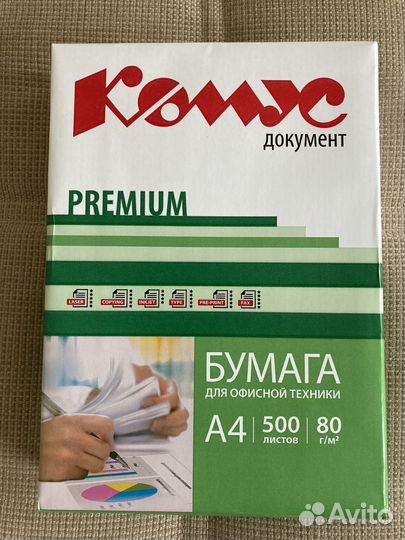 Комус
документ
PREMIUM
LASER COPYING INKJET TYPE PRE-PRINT FAX
БУМАГА
ДЛЯ ОФИСНОЙ ТЕХНИКИ
А4 500 листов 80 г/м²
Avito